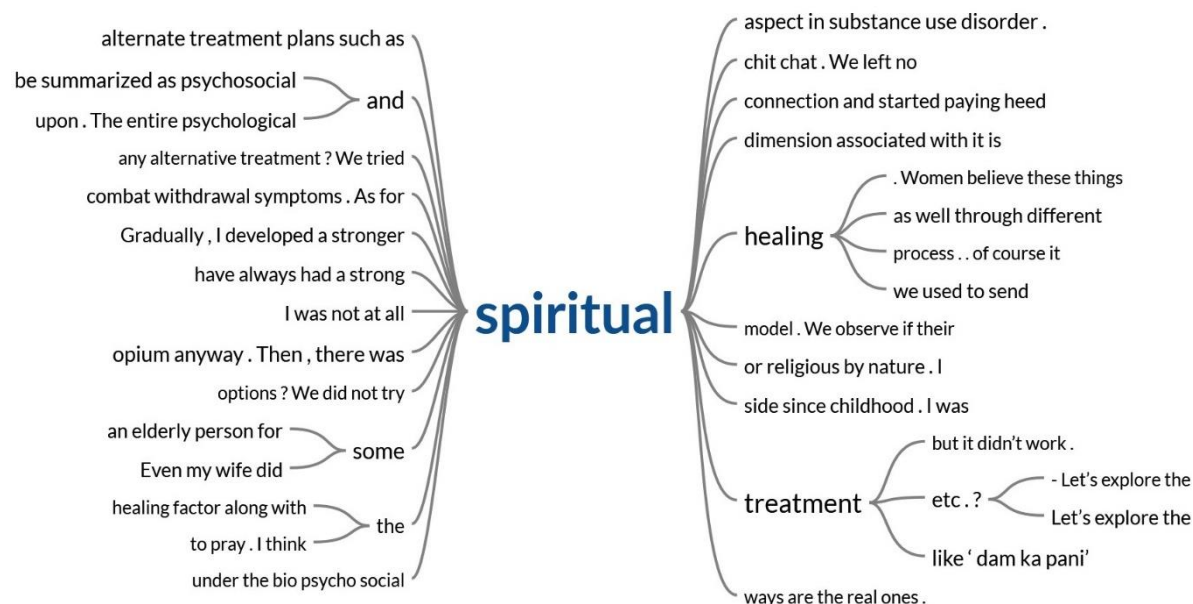 alternate treatment plans such as
be summarized as psychosocial
upon . The entire psychological
and
any alternative treatment ? We tried
combat withdrawal symptoms . As for
Gradually , I developed a stronger
have always had a strong
I was not at all
opium anyway . Then , there was
options ? We did not try
an elderly person for
Even my wife did
some
healing factor along with
to pray . I think
the
under the bio psycho social
spiritual
aspect in substance use disorder .
chit chat . We left no
connection and started paying heed
dimension associated with it is
healing
. Women believe these things
as well through different
process . . of course it
we used to send
model . We observe if their
or religious by nature . I
side since childhood . I was
treatment
but it didn’t work .
etc . ?
- Let’s explore the
Let’s explore the
like ‘ dam ka pani’
ways are the real ones .